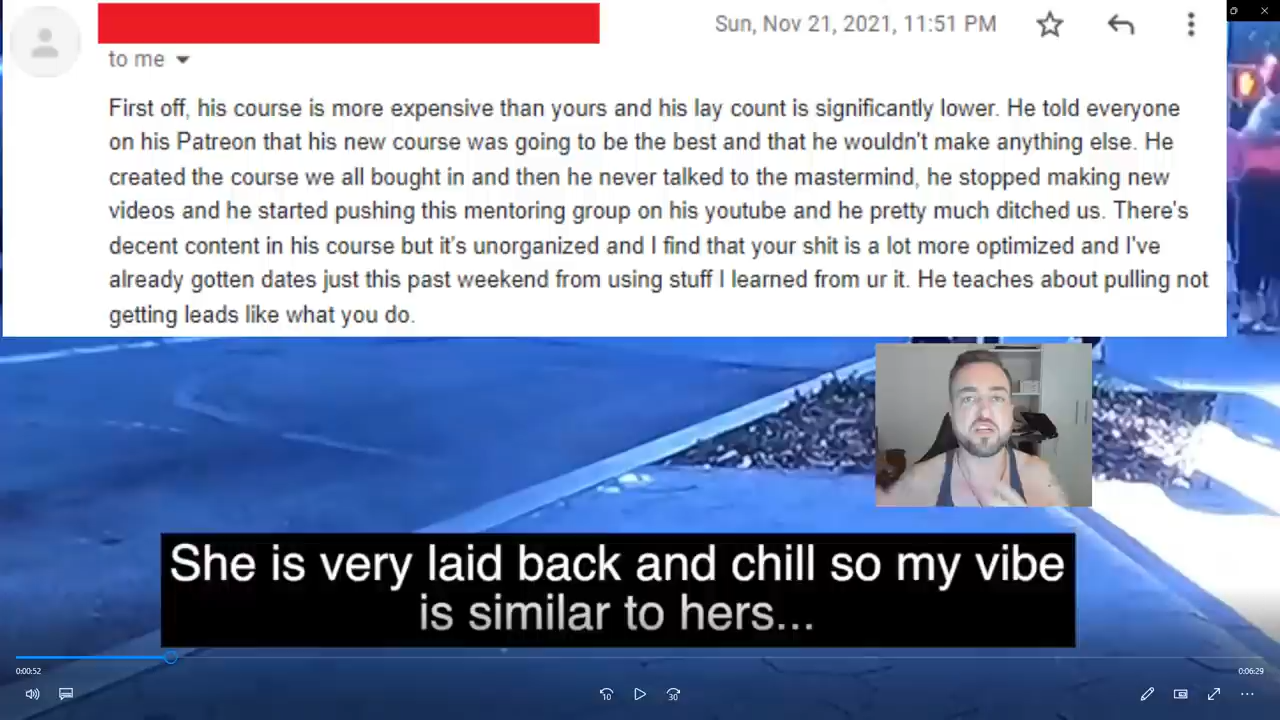 Sun, Nov 21, 2021, 11:51 PM
to me
First off, his course is more expensive than yours and his lay count is significantly lower. He told everyone
on his Patreon that his new course was going to be the best and that he wouldn't make anything else. He
created the course we all bought in and then he never talked to the mastermind, he stopped making new
videos and he started pushing this mentoring group on his youtube and he pretty much ditched us. There's
decent content in his course but it's unorganized and I find that your shit is a lot more optimized and I've
already gotten dates just this past weekend from using stuff I learned from ur it. He teaches about pulling not
getting leads like what you do.
She is very laid back and chill so my vibe
is similar to hers...
0:00:52
0:06:29
10
30